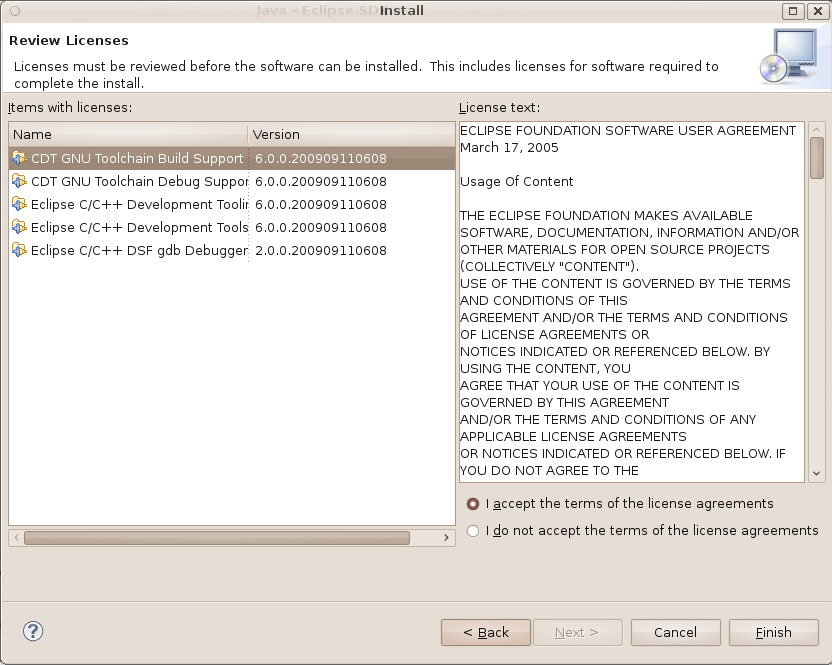 Java - Eclipse SD
Install
Review Licenses
Licenses must be reviewed before the software can be installed.  This includes licenses for software required to
complete the install.
Items with licenses:
Name Version
CDT GNU Toolchain Build Support 6.0.0.200909110608
CDT GNU Toolchain Debug Suppor 6.0.0.200909110608
Eclipse C/C++ Development Toolin 6.0.0.200909110608
Eclipse C/C++ Development Tools 6.0.0.200909110608
Eclipse C/C++ DSF gdb Debugger 2.0.0.200909110608
License text:
ECLIPSE FOUNDATION SOFTWARE USER AGREEMENT
March 17, 2005
Usage Of Content
THE ECLIPSE FOUNDATION MAKES AVAILABLE
SOFTWARE, DOCUMENTATION, INFORMATION AND/OR
OTHER MATERIALS FOR OPEN SOURCE PROJECTS
(COLLECTIVELY "CONTENT").
USE OF THE CONTENT IS GOVERNED BY THE TERMS
AND CONDITIONS OF THIS
AGREEMENT AND/OR THE TERMS AND CONDITIONS
OF LICENSE AGREEMENTS OR
NOTICES INDICATED OR REFERENCED BELOW. BY
USING THE CONTENT, YOU
AGREE THAT YOUR USE OF THE CONTENT IS
GOVERNED BY THIS AGREEMENT
AND/OR THE TERMS AND CONDITIONS OF ANY
APPLICABLE LICENSE AGREEMENTS
OR NOTICES INDICATED OR REFERENCED BELOW. IF
YOU DO NOT AGREE TO THE
I accept the terms of the license agreements
I do not accept the terms of the license agreements
?
< Back
Next >
Cancel
Finish